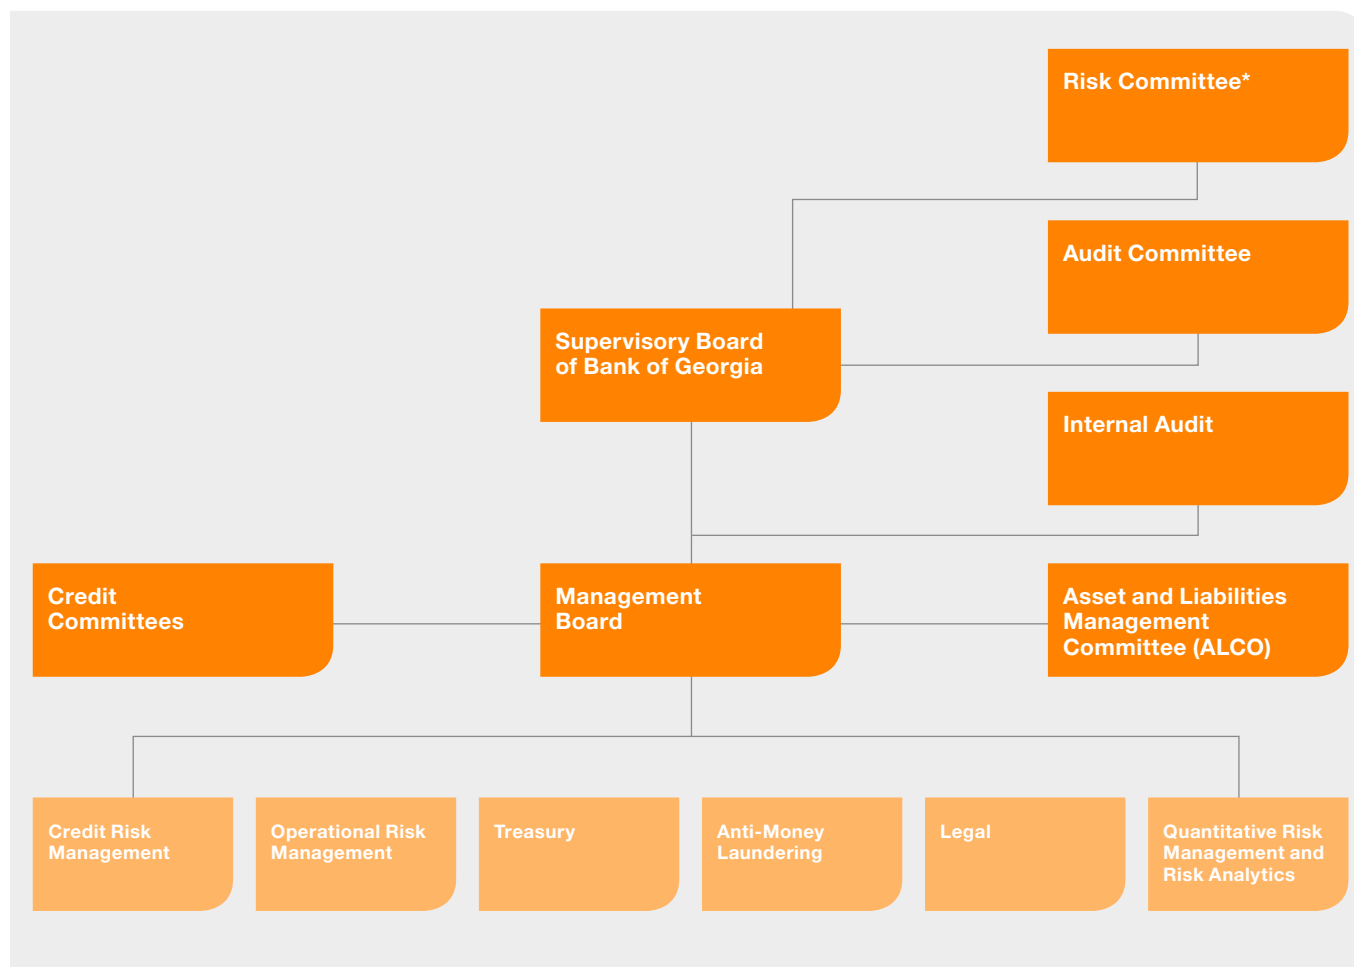 Risk Committee*
Audit Committee
Supervisory Board
of Bank of Georgia
Internal Audit
Credit
Committees
Management
Board
Asset and Liabilities
Management
Committee (ALCO)
Credit Risk
Management
Operational Risk
Management
Treasury
Anti-Money
Laundering
Legal
Quantitative Risk
Management and
Risk Analytics